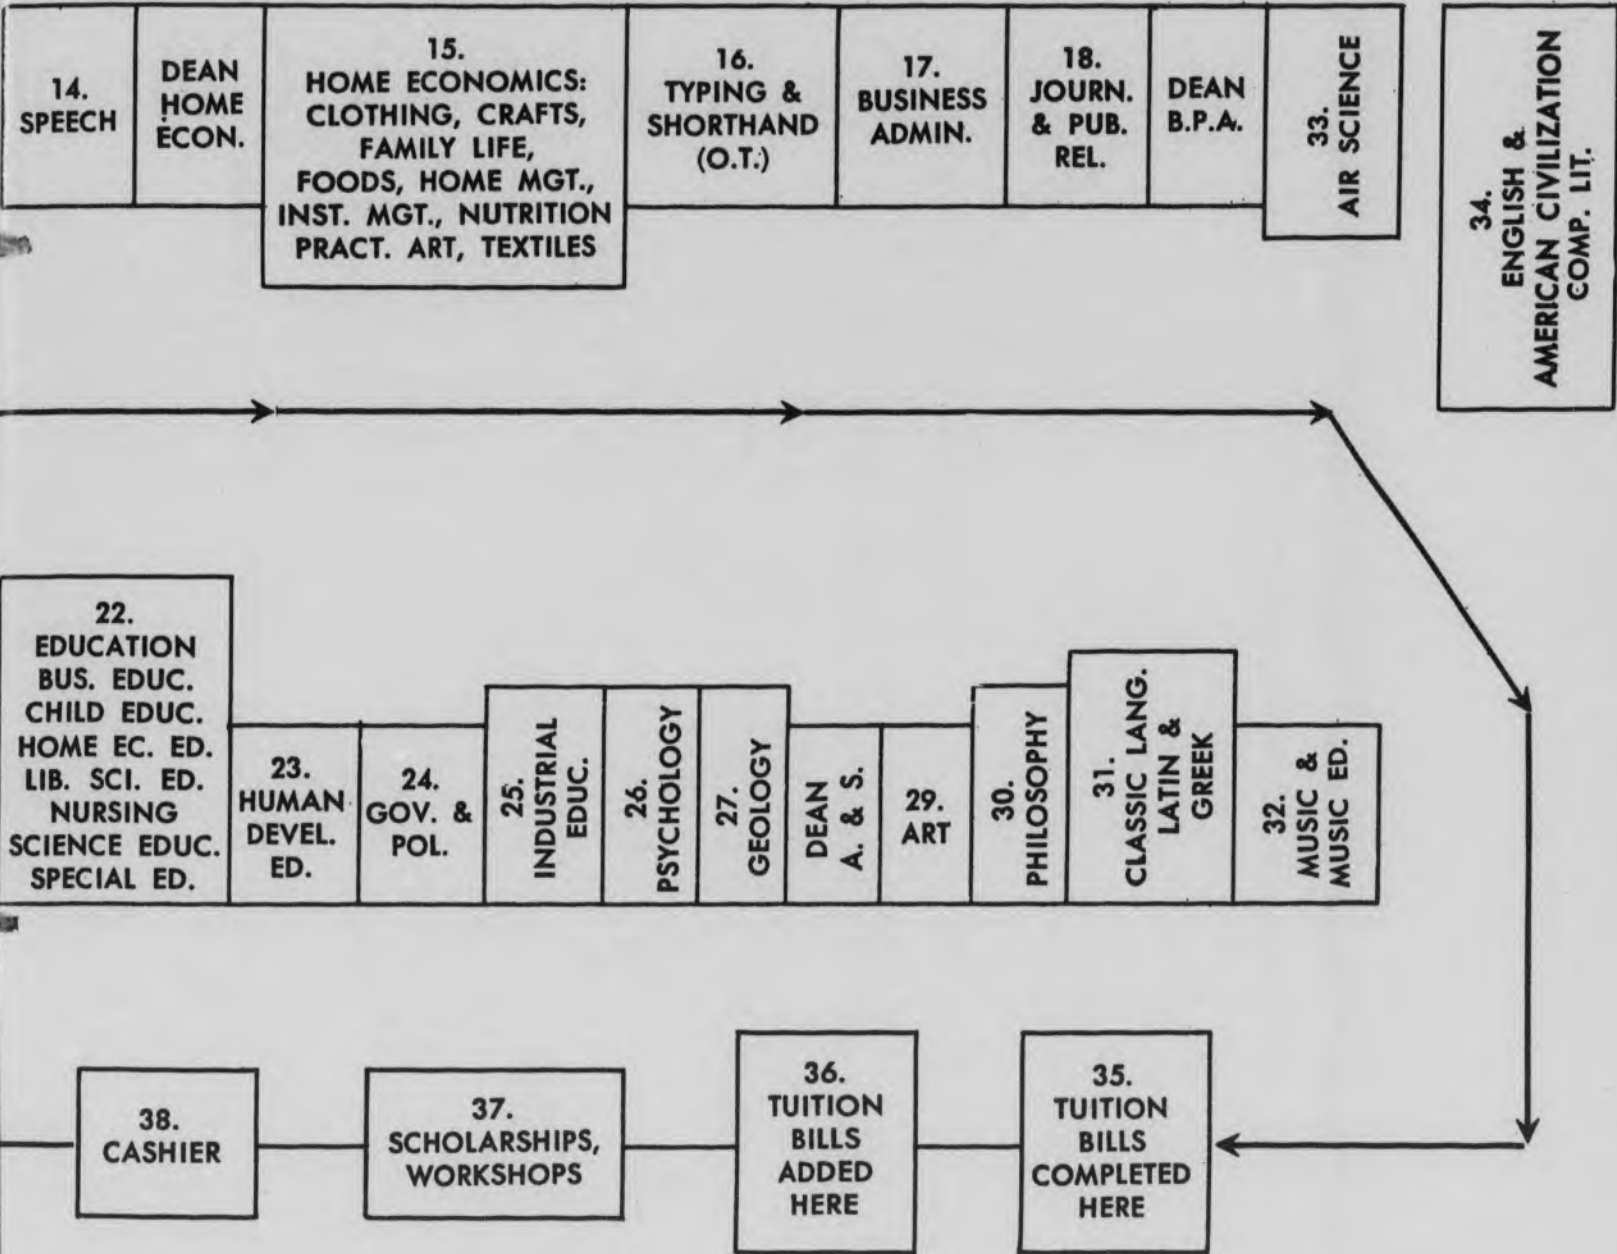 14.
SPEECH
DEAN
HOME
ECON.
15.
HOME ECONOMICS:
CLOTHING, CRAFTS,
FAMILY LIFE,
FOODS, HOME MGT.,
INST. MGT., NUTRITION
PRACT. ART, TEXTILES
16.
TYPING &
SHORTHAND
(O.T.)
17.
BUSINESS
ADMIN.
18.
JOURN.
& PUB.
REL.
DEAN
B.P.A.
33.
AIR SCIENCE
34.
ENGLISH &
AMERICAN CIVILIZATION
COMP. LIT.
22.
EDUCATION
BUS. EDUC.
CHILD EDUC.
HOME EC. ED.
LIB. SCI. ED.
NURSING
SCIENCE EDUC.
SPECIAL ED.
23.
HUMAN
DEVEL.
ED.
24.
GOV. &
POL.
25.
INDUSTRIAL
EDUC.
26.
PSYCHOLOGY
27.
GEOLOGY
DEAN
A. & S.
29.
ART
30.
PHILOSOPHY
31.
CLASSIC LANG.
LATIN &
GREEK
32.
MUSIC &
MUSIC ED.
38.
CASHIER
37.
SCHOLARSHIPS,
WORKSHOPS
36.
TUITION
BILLS
ADDED
HERE
35.
TUITION
BILLS
COMPLETED
HERE